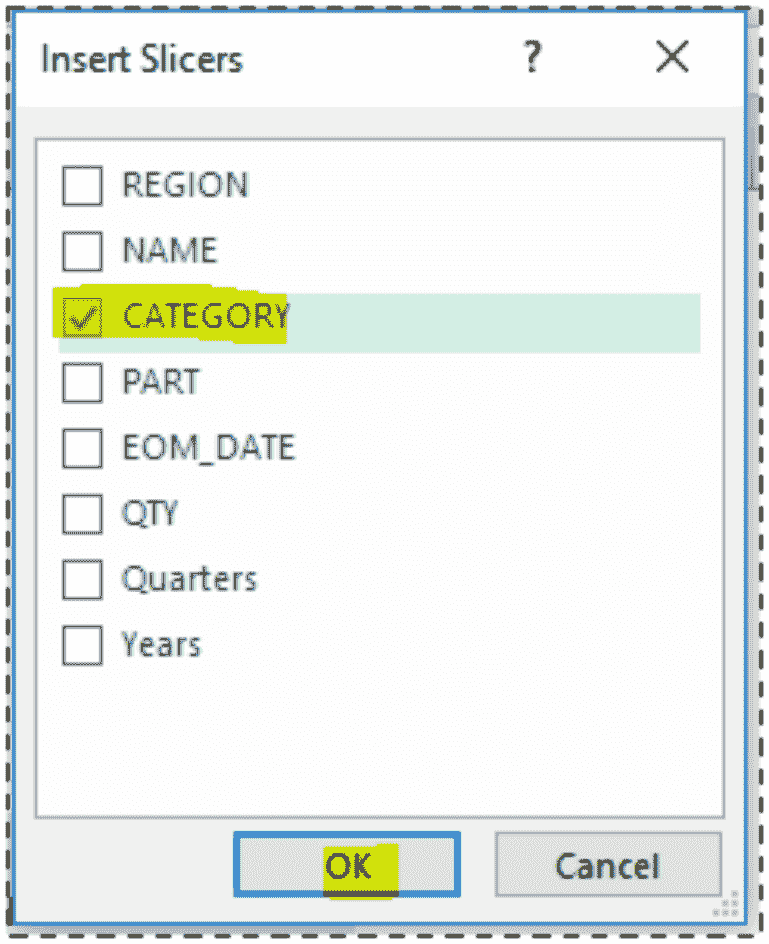 Insert Slicers ?
REGION
NAME
CATEGORY
PART
EOM_DATE
QTY
Quarters
Years
OK Cancel